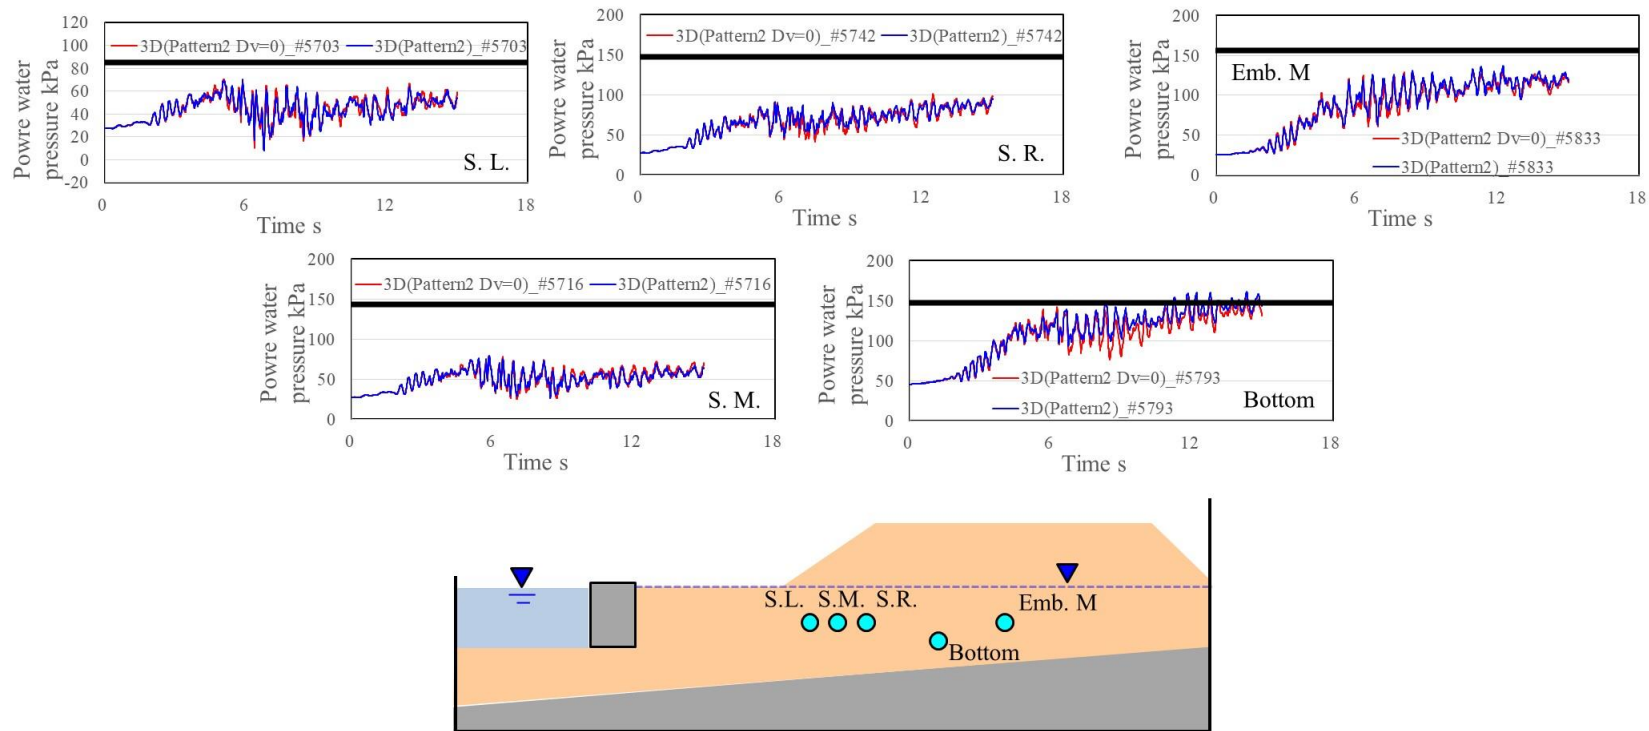 120
100
80
60
40
20
0
-20
Powre water
pressure kPa
3D(Pattern2 Dv=0)_#5703
3D(Pattern2)_#5703
S. L.
0
6
12
18
Time s
200
150
100
50
0
Powre water
pressure kPa
3D(Pattern2 Dv=0)_#5742
3D(Pattern2)_#5742
S. R.
0
6
12
18
Time s
200
150
100
50
0
Powre water
pressure kPa
Emb. M
3D(Pattern2 Dv=0)_#5833
3D(Pattern2)_#5833
0
6
12
18
Time s
200
150
100
50
0
Powre water
pressure kPa
3D(Pattern2 Dv=0)_#5716
3D(Pattern2)_#5716
S. M.
0
6
12
18
Time s
200
150
100
50
0
Powre water
pressure kPa
3D(Pattern2 Dv=0)_#5793
3D(Pattern2)_#5793
Bottom
0
6
12
18
Time s
S.L. S.M. S.R.
Emb. M
Bottom